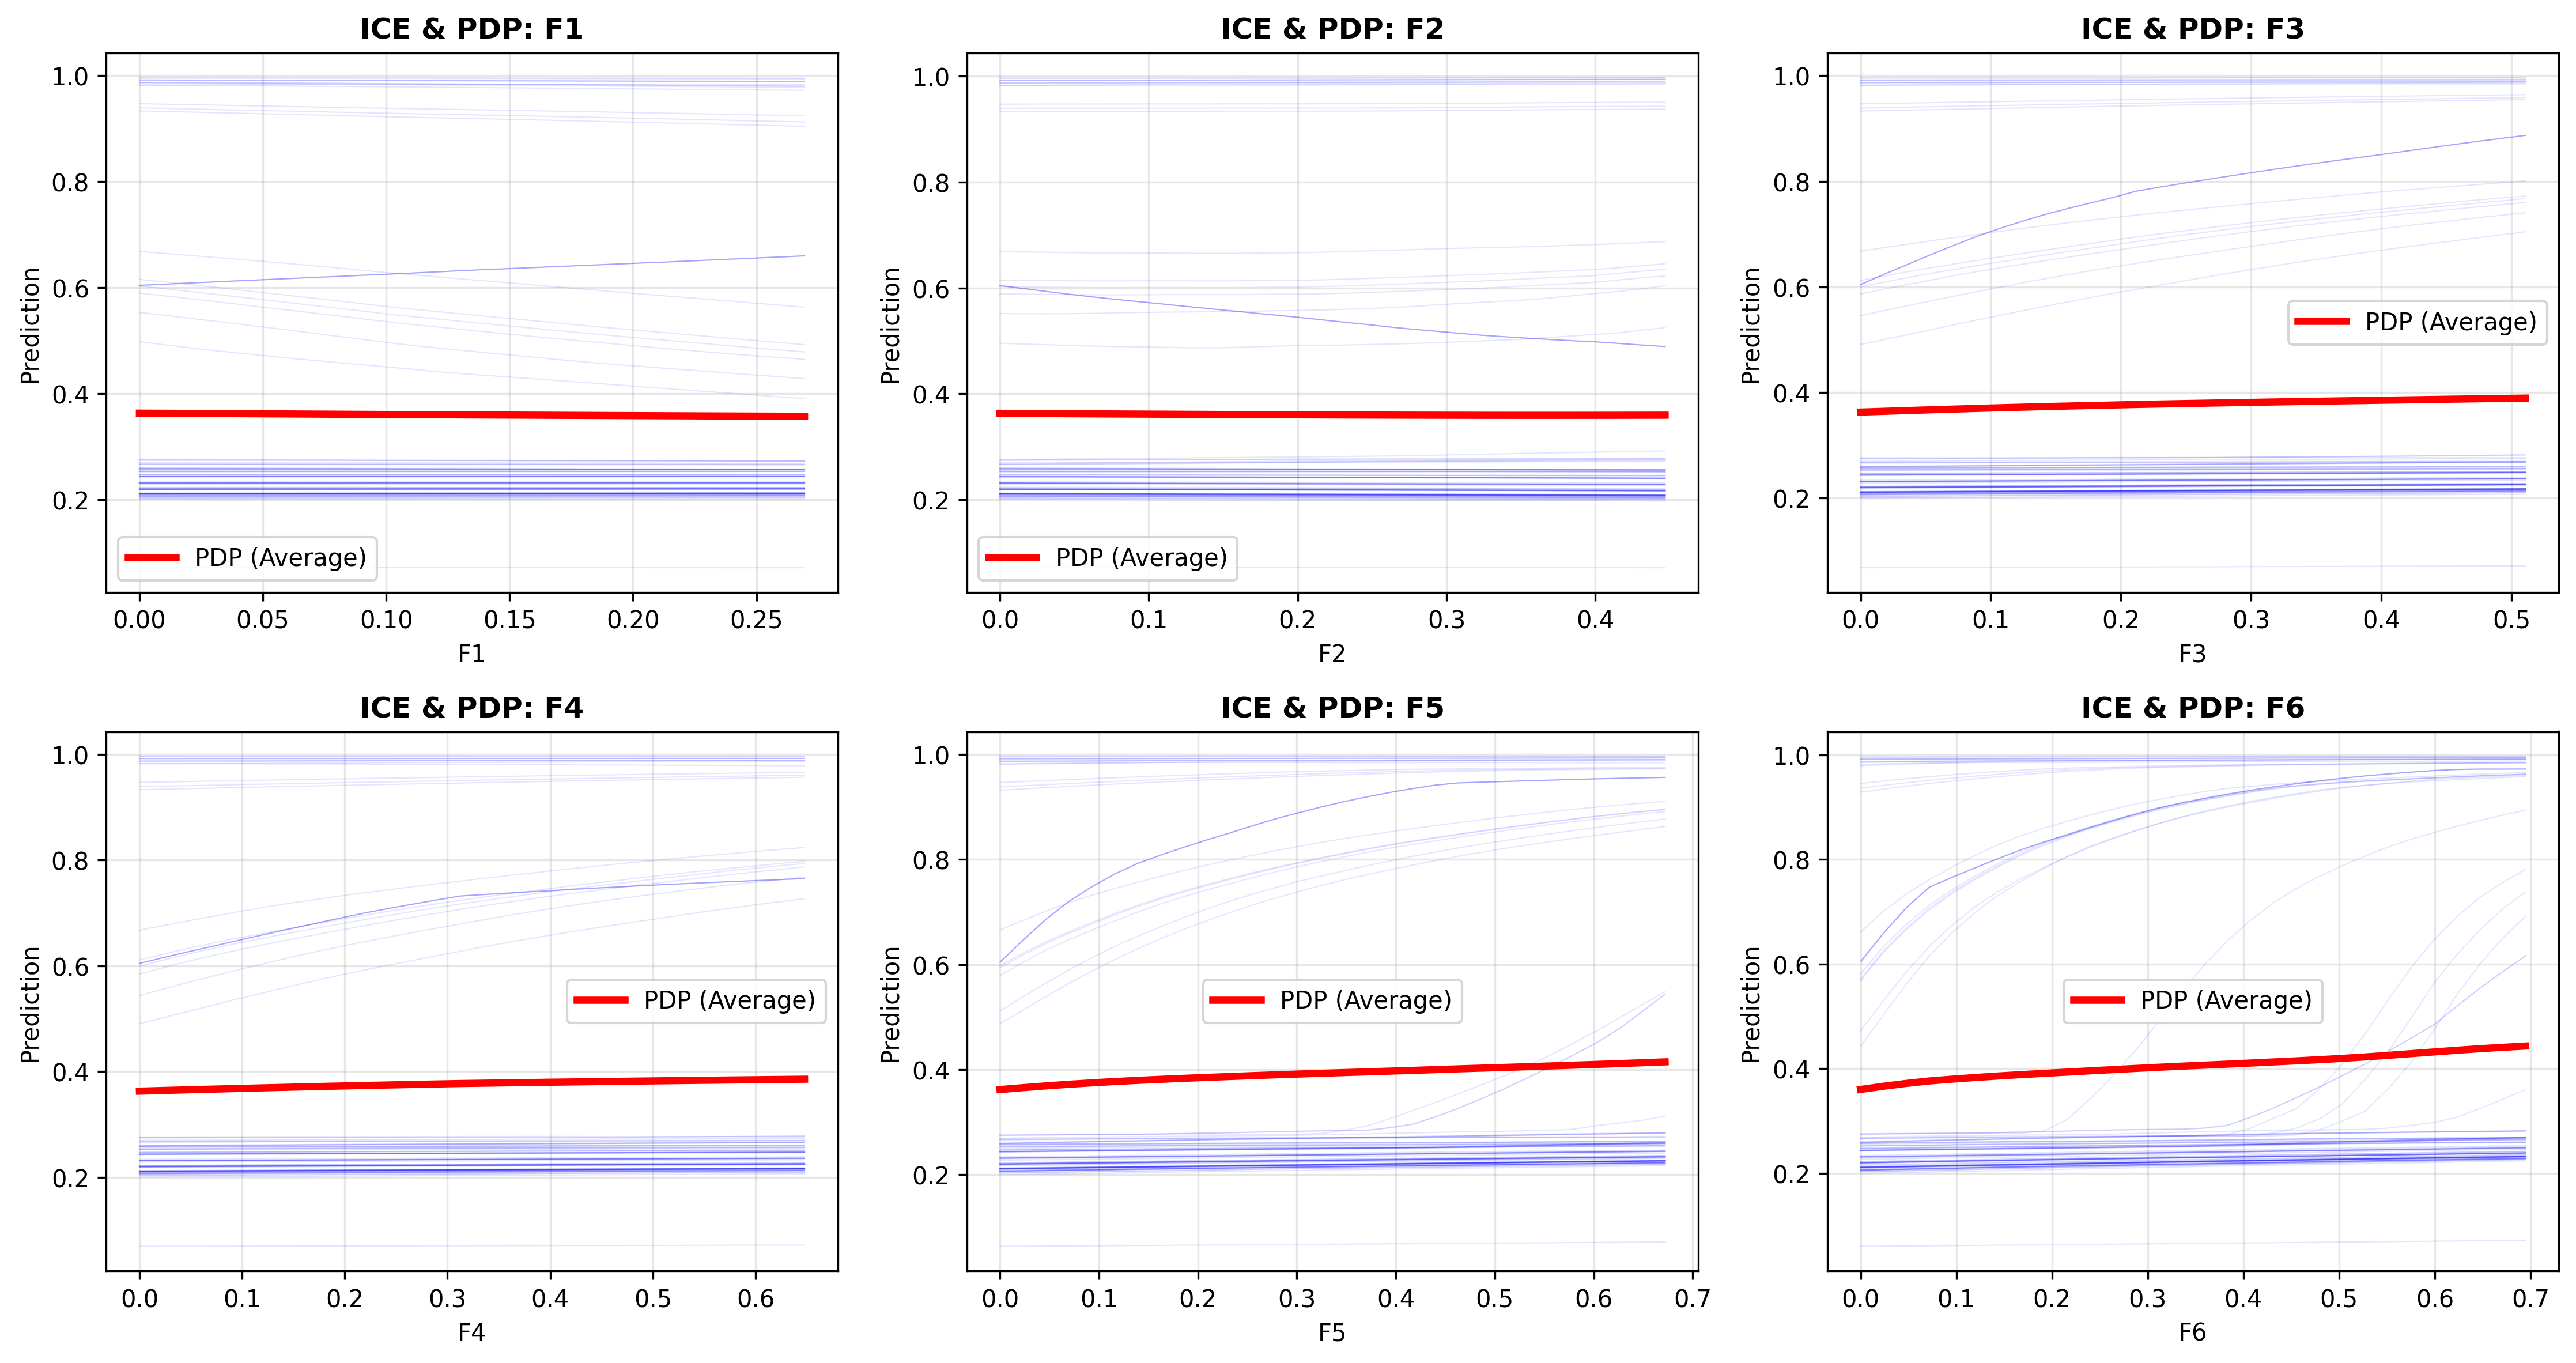 ICE & PDP: F1
Prediction
1.0
0.8
0.6
0.4
0.2
PDP (Average)
0.00 0.05 0.10 0.15 0.20 0.25
F1
ICE & PDP: F2
Prediction
1.0
0.8
0.6
0.4
0.2
PDP (Average)
0.0 0.1 0.2 0.3 0.4
F2
ICE & PDP: F3
Prediction
1.0
0.8
0.6
0.4
0.2
PDP (Average)
0.0 0.1 0.2 0.3 0.4 0.5
F3
ICE & PDP: F4
Prediction
1.0
0.8
0.6
0.4
0.2
PDP (Average)
0.0 0.1 0.2 0.3 0.4 0.5 0.6
F4
ICE & PDP: F5
Prediction
1.0
0.8
0.6
0.4
0.2
PDP (Average)
0.0 0.1 0.2 0.3 0.4 0.5 0.6 0.7
F5
ICE & PDP: F6
Prediction
1.0
0.8
0.6
0.4
0.2
PDP (Average)
0.0 0.1 0.2 0.3 0.4 0.5 0.6 0.7
F6